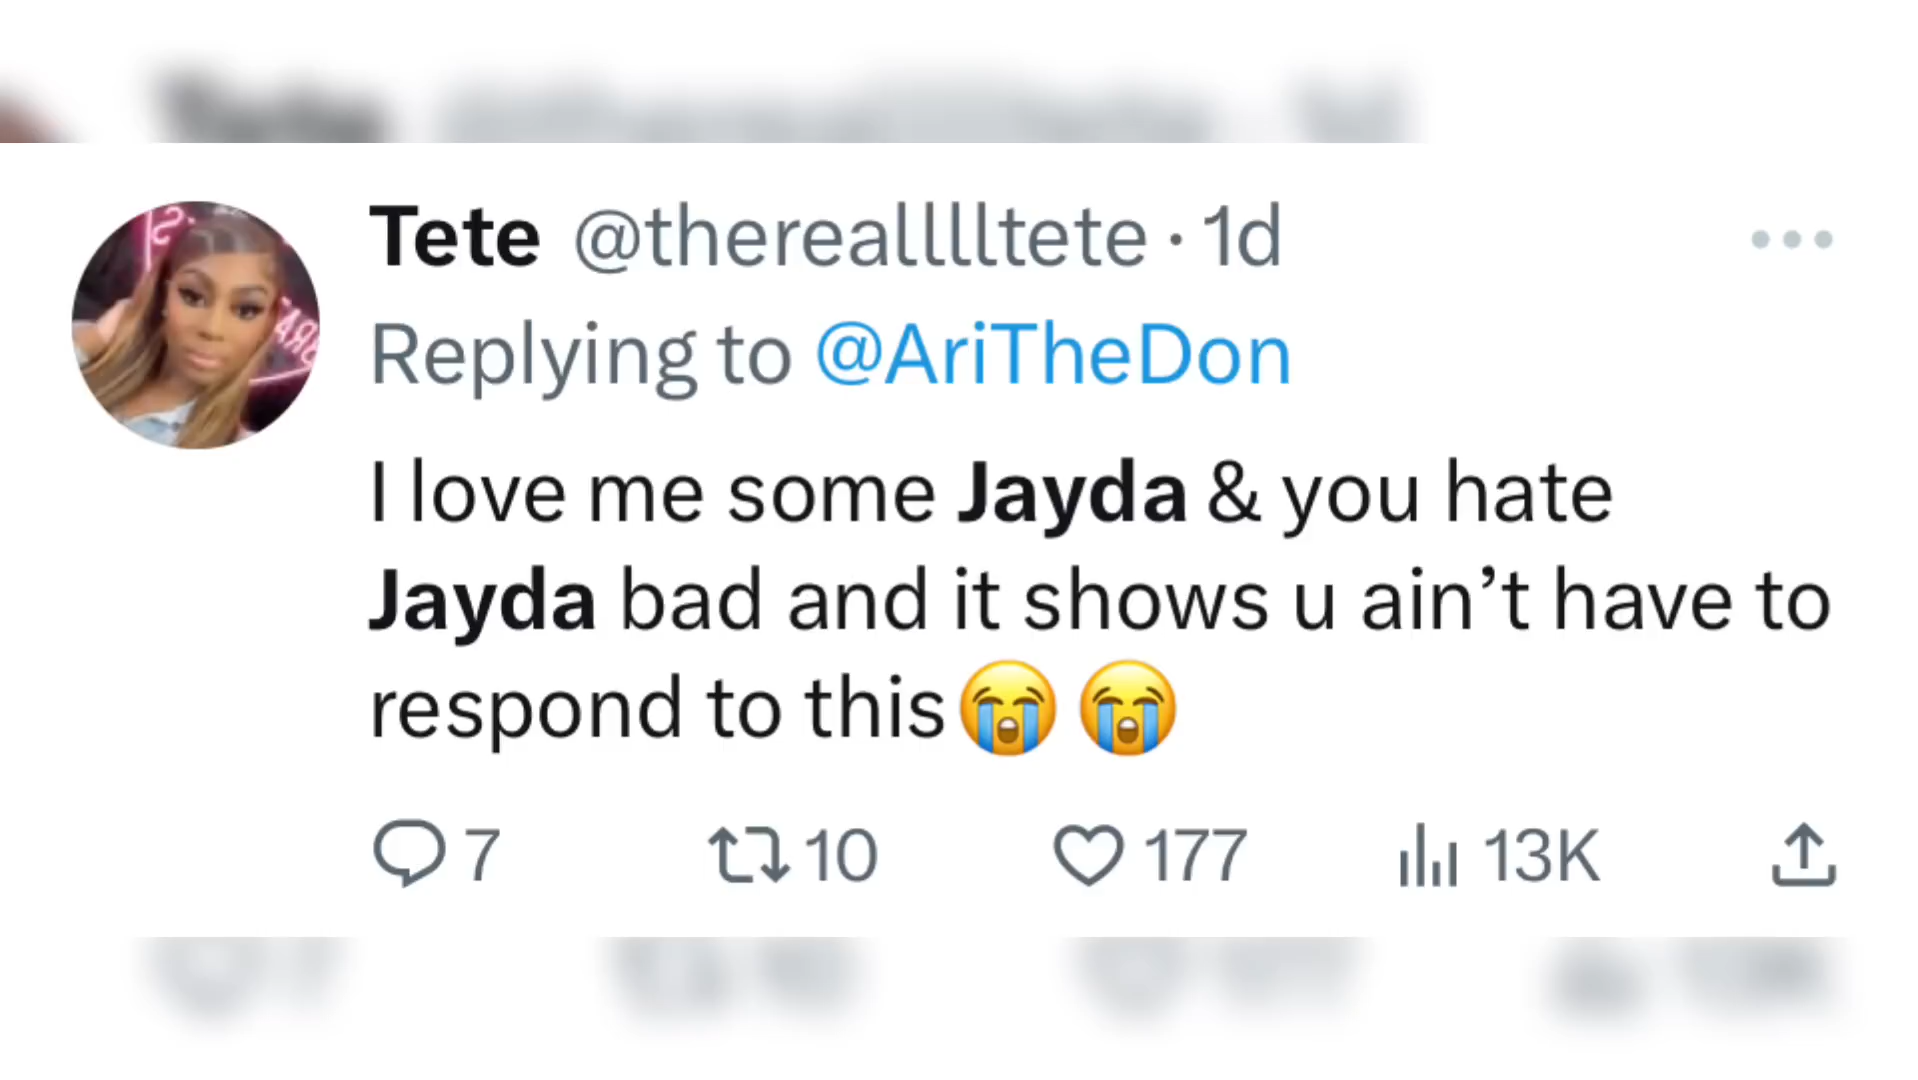 Tete @therealllltete · 1d
Replying to @AriTheDon
I love me some Jayda & you hate
Jayda bad and it shows u ain’t have to
respond to this😭😭
7 10 177 13K